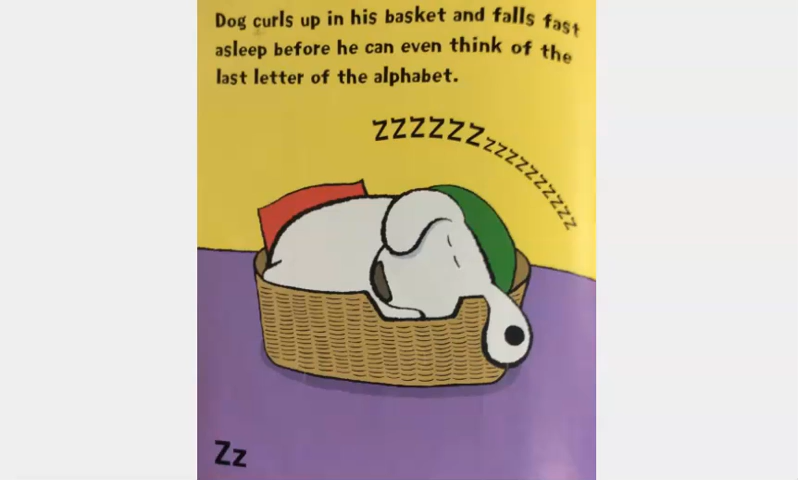 Dog curls up in his basket and falls fast
asleep before he can even think of the
last letter of the alphabet.
ZZZZZZzzzzzzzzzzz
Zz